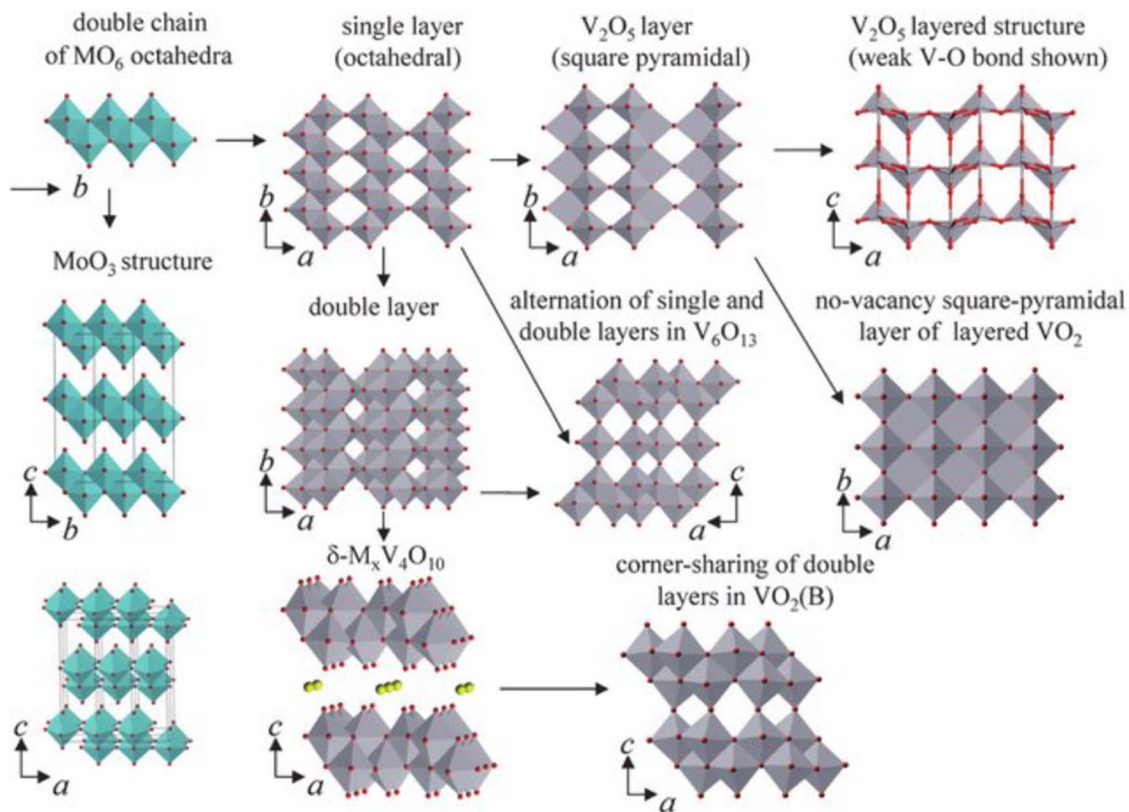 double chain
of MO₆ octahedra
single layer
(octahedral)
V₂O₅ layer
(square pyramidal)
V₂O₅ layered structure
(weak V-O bond shown)
b
b
a
b
a
c
a
MoO₃ structure
double layer
alternation of single and
double layers in V₆O₁₃
no-vacancy square-pyramidal
layer of layered VO₂
c
b
b
a
c
a
b
a
δ-MₓV₄O₁₀
corner-sharing of double
layers in VO₂(B)
c
a
c
a
c
a